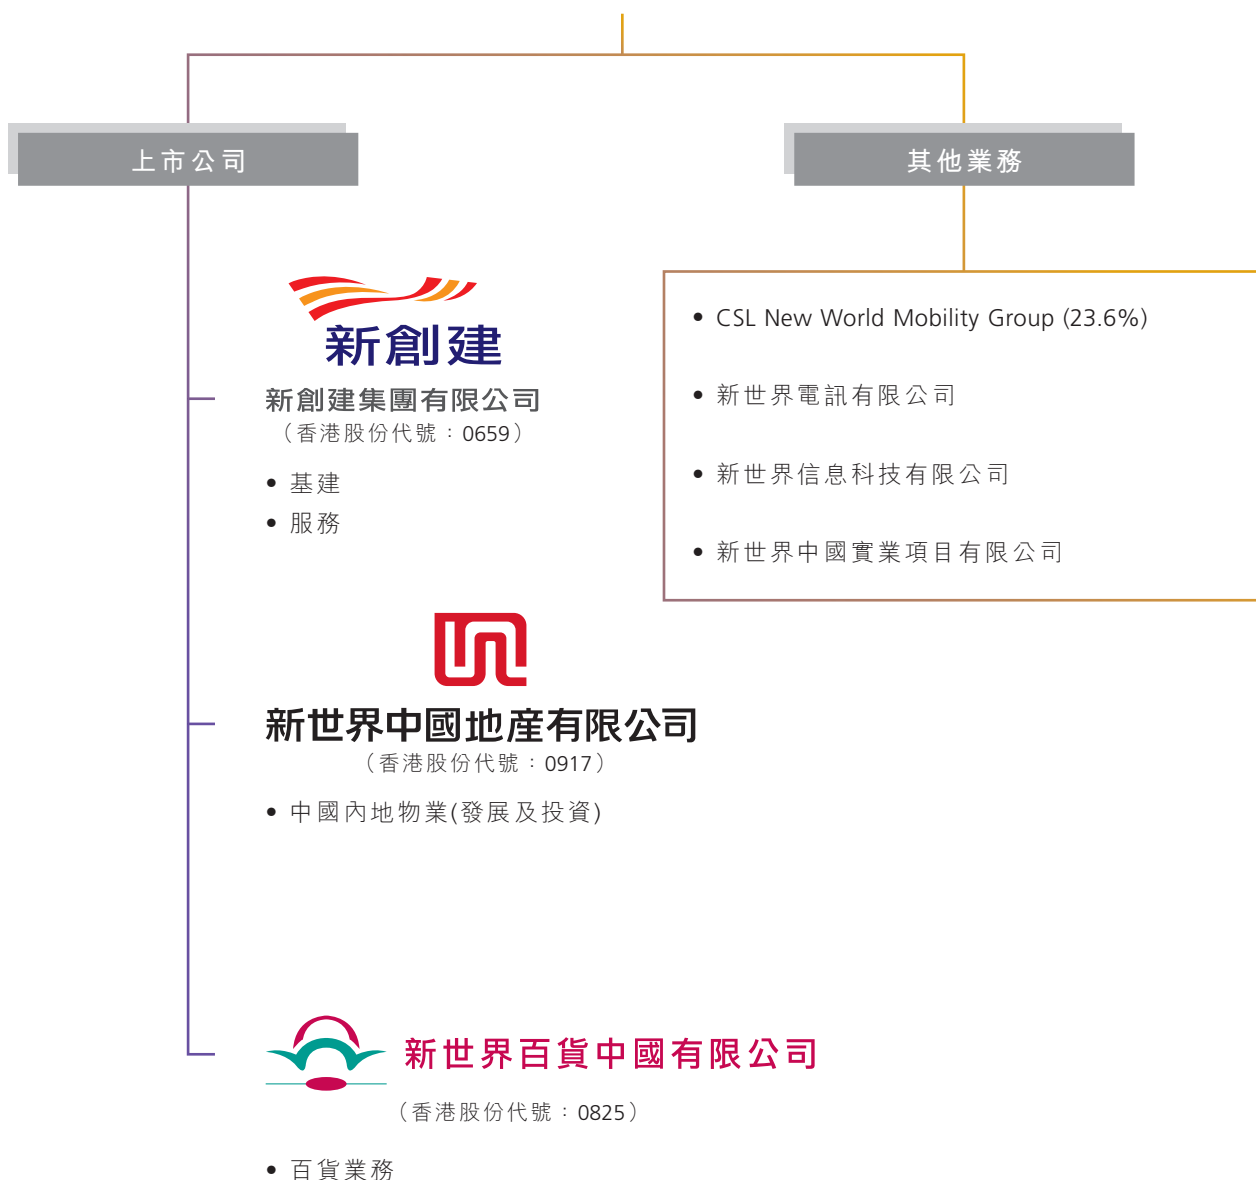 上市公司
新創建
新創建集團有限公司
（香港股份代號：0659）
• 基建
• 服務
新世界中國地產有限公司
（香港股份代號：0917）
• 中國內地物業(發展及投資)
新世界百貨中國有限公司
（香港股份代號：0825）
• 百貨業務
其他業務
• CSL New World Mobility Group (23.6%)
• 新世界電訊有限公司
• 新世界信息科技有限公司
• 新世界中國實業項目有限公司